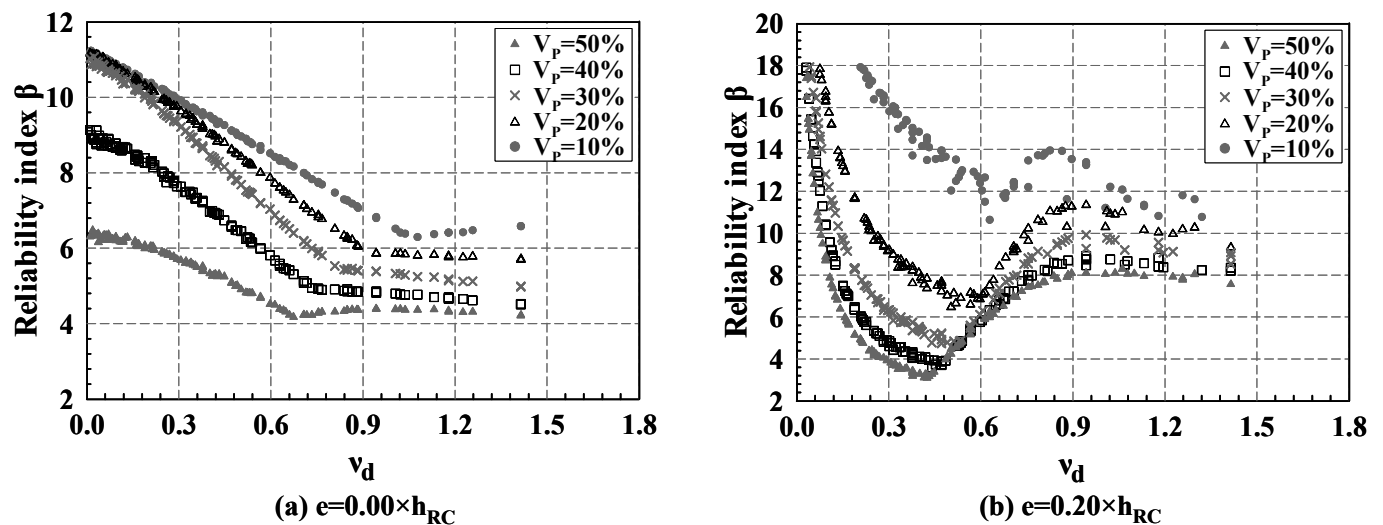 12
10
8
6
4
2
Reliability index β
0.0 0.3 0.6 0.9 1.2 1.5 1.8
ν_d
V_P=50%
V_P=40%
V_P=30%
V_P=20%
V_P=10%
(a) e=0.00×h_RC
20
18
16
14
12
10
8
6
4
2
Reliability index β
0.0 0.3 0.6 0.9 1.2 1.5 1.8
ν_d
V_P=50%
V_P=40%
V_P=30%
V_P=20%
V_P=10%
(b) e=0.20×h_RC